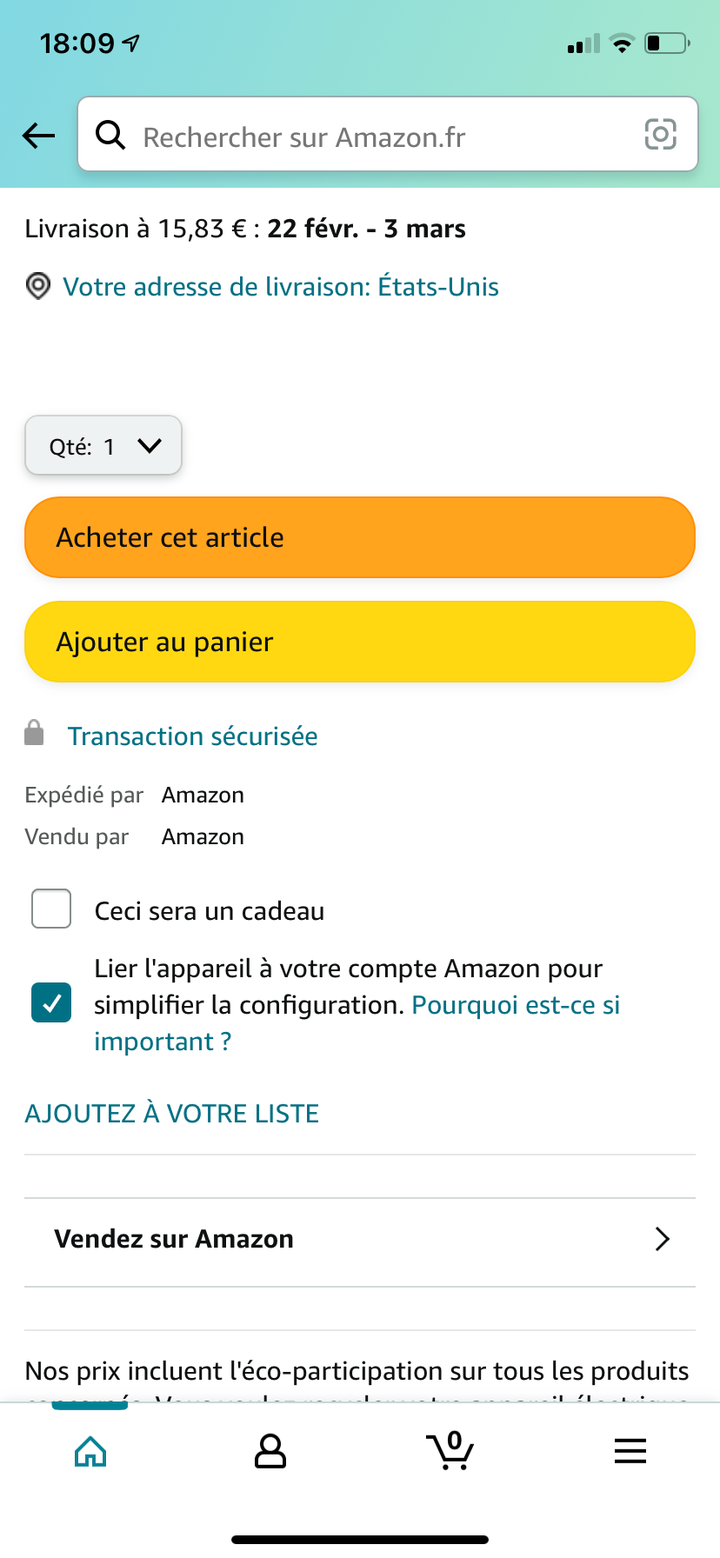 18:09
Rechercher sur Amazon.fr
Livraison à 15,83 € : 22 févr. - 3 mars
Votre adresse de livraison: États-Unis
Qté: 1
Acheter cet article
Ajouter au panier
Transaction sécurisée
Expédié par Amazon
Vendu par Amazon
Ceci sera un cadeau
Lier l'appareil à votre compte Amazon pour
simplifier la configuration. Pourquoi est-ce si
important ?
AJOUTEZ À VOTRE LISTE
Vendez sur Amazon
Nos prix incluent l'éco-participation sur tous les produits
0